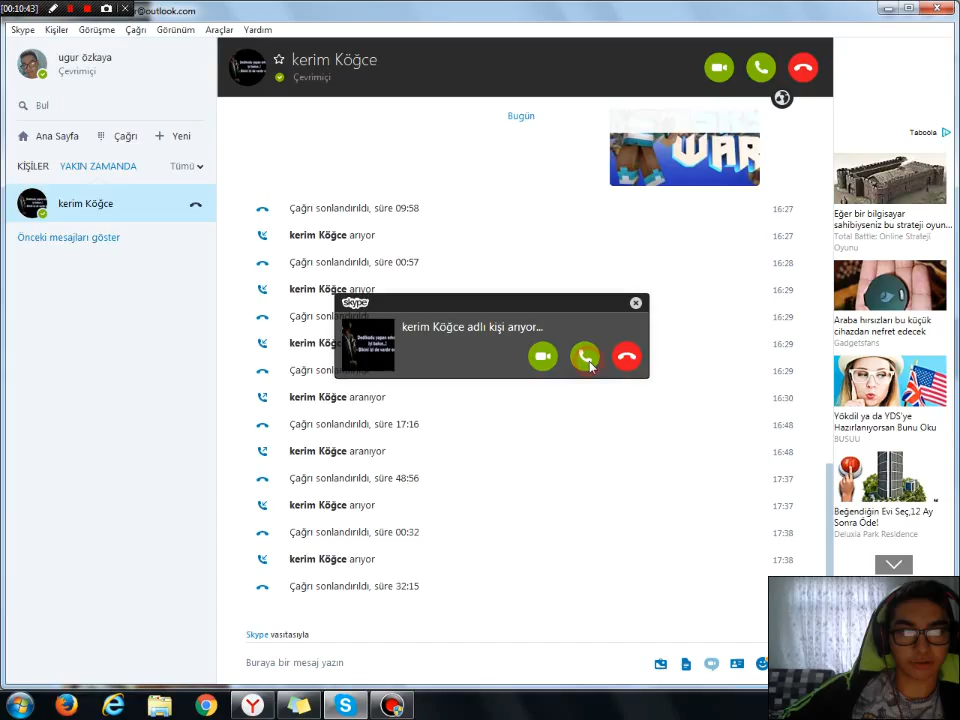 [00:10:43]
r@outlook.com
Skype Kişiler Görüşme Çağrı Görünüm Araçlar Yardım
ugur özkaya
Çevrimiçi
Bul
Ana Sayfa Çağrı Yeni
KİŞİLER YAKIN ZAMANDA Tümü
kerim Köğce
Önceki mesajları göster
kerim Köğce
Çevrimiçi
Bugün
WAR
Çağrı sonlandırıldı, süre 09:58 16:27
kerim Köğce arıyor 16:27
Çağrı sonlandırıldı, süre 00:57 16:28
kerim Köğce arıyor 16:29
Çağrı sonlandırıldı, 16:29
kerim Köğ 16:29
Çağrı sonl 16:29
kerim Köğce aranıyor 16:30
Çağrı sonlandırıldı, süre 17:16 16:48
kerim Köğce aranıyor 16:48
Çağrı sonlandırıldı, süre 48:56 17:37
kerim Köğce arıyor 17:37
Çağrı sonlandırıldı, süre 00:32 17:38
kerim Köğce arıyor 17:38
Çağrı sonlandırıldı, süre 32:15
skype
kerim Köğce adlı kişi arıyor...
Skype vasıtasıyla
Buraya bir mesaj yazın
Taboola
Eğer bir bilgisayar
sahibiyseniz bu strateji oyun...
Total Battle: Online Strateji
Oyunu
Araba hırsızları bu küçük
cihazdan nefret edecek
Gadgetsfans
Yökdil ya da YDS'ye
Hazırlanıyorsan Bunu Oku
BUSUU
Beğendiğin Evi Seç,12 Ay
Sonra Öde!
Deluxia Park Residence